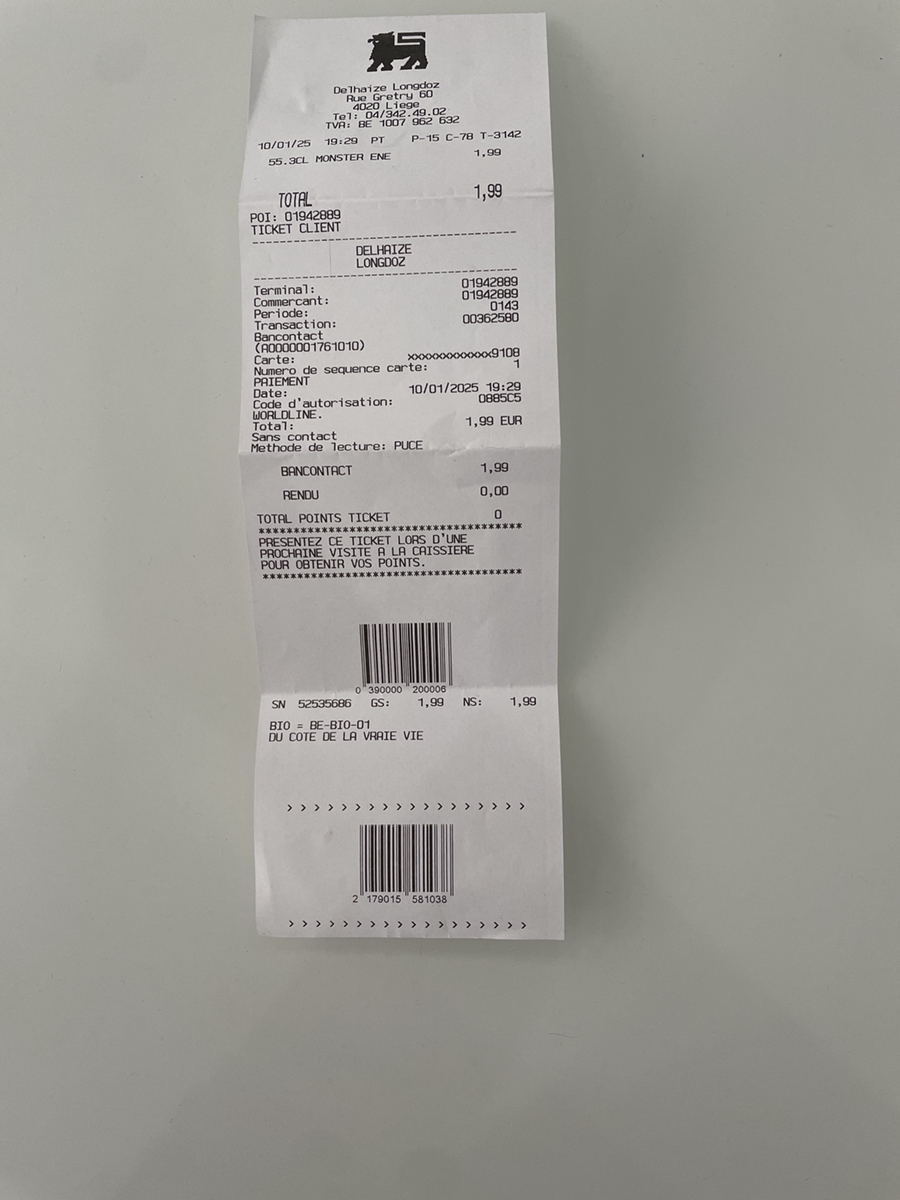 Delhaize Longdoz
Rue Gretry 60
4020 Liege
Tel: 04/342.49.02
TVA: BE 1007 962 632
10/01/25 19:29 PT P-15 C-78 T-3142
55.3CL MONSTER ENE 1,99
TOTAL 1,99
POI: 01942889
TICKET CLIENT
--------------------------------------
DELHAIZE
LONGDOZ
--------------------------------------
Terminal: 01942889
Commercant: 01942889
Periode: 0143
Transaction: 00362580
Bancontact
(A0000001761010)
Carte: xxxxxxxxxxxxx9108
Numero de sequence carte: 1
PAIEMENT
Date: 10/01/2025 19:29
Code d'autorisation: 0885C5
WORLDLINE.
Total: 1,99 EUR
Sans contact
Methode de lecture: PUCE
BANCONTACT 1,99
RENDU 0,00
TOTAL POINTS TICKET 0
**************************************
PRESENTEZ CE TICKET LORS D'UNE
PROCHAINE VISITE A LA CAISSIERE
POUR OBTENIR VOS POINTS.
**************************************
0 390000 200006
SN 52535686 GS: 1,99 NS: 1,99
BIO = BE-BIO-01
DU COTE DE LA VRAIE VIE
> > > > > > > > > > > > > > > > > >
2 179015 581038
> > > > > > > > > > > > > > > > > >